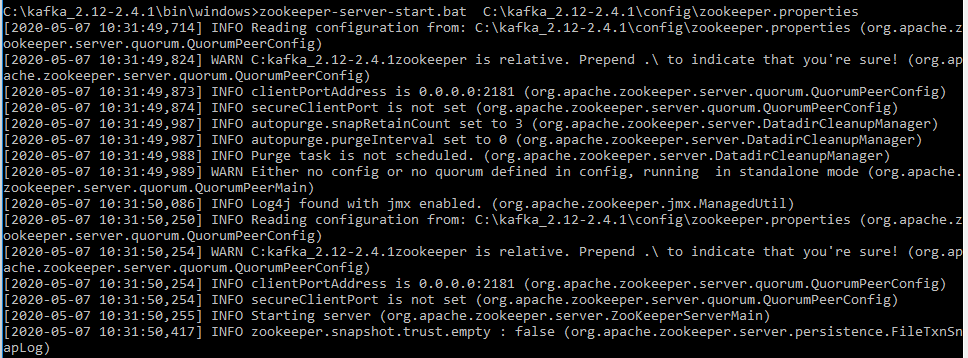 C:\kafka_2.12-2.4.1\bin\windows>zookeeper-server-start.bat  C:\kafka_2.12-2.4.1\config\zookeeper.properties
[2020-05-07 10:31:49,714] INFO Reading configuration from: C:\kafka_2.12-2.4.1\config\zookeeper.properties (org.apache.z
ookeeper.server.quorum.QuorumPeerConfig)
[2020-05-07 10:31:49,824] WARN C:kafka_2.12-2.4.1zookeeper is relative. Prepend .\ to indicate that you're sure! (org.ap
ache.zookeeper.server.quorum.QuorumPeerConfig)
[2020-05-07 10:31:49,873] INFO clientPortAddress is 0.0.0.0:2181 (org.apache.zookeeper.server.quorum.QuorumPeerConfig)
[2020-05-07 10:31:49,874] INFO secureClientPort is not set (org.apache.zookeeper.server.quorum.QuorumPeerConfig)
[2020-05-07 10:31:49,987] INFO autopurge.snapRetainCount set to 3 (org.apache.zookeeper.server.DatadirCleanupManager)
[2020-05-07 10:31:49,987] INFO autopurge.purgeInterval set to 0 (org.apache.zookeeper.server.DatadirCleanupManager)
[2020-05-07 10:31:49,988] INFO Purge task is not scheduled. (org.apache.zookeeper.server.DatadirCleanupManager)
[2020-05-07 10:31:49,989] WARN Either no config or no quorum defined in config, running  in standalone mode (org.apache.
zookeeper.server.quorum.QuorumPeerMain)
[2020-05-07 10:31:50,086] INFO Log4j found with jmx enabled. (org.apache.zookeeper.jmx.ManagedUtil)
[2020-05-07 10:31:50,250] INFO Reading configuration from: C:\kafka_2.12-2.4.1\config\zookeeper.properties (org.apache.z
ookeeper.server.quorum.QuorumPeerConfig)
[2020-05-07 10:31:50,254] WARN C:kafka_2.12-2.4.1zookeeper is relative. Prepend .\ to indicate that you're sure! (org.ap
ache.zookeeper.server.quorum.QuorumPeerConfig)
[2020-05-07 10:31:50,254] INFO clientPortAddress is 0.0.0.0:2181 (org.apache.zookeeper.server.quorum.QuorumPeerConfig)
[2020-05-07 10:31:50,254] INFO secureClientPort is not set (org.apache.zookeeper.server.quorum.QuorumPeerConfig)
[2020-05-07 10:31:50,255] INFO Starting server (org.apache.zookeeper.server.ZooKeeperServerMain)
[2020-05-07 10:31:50,417] INFO zookeeper.snapshot.trust.empty : false (org.apache.zookeeper.server.persistence.FileTxnSn
apLog)